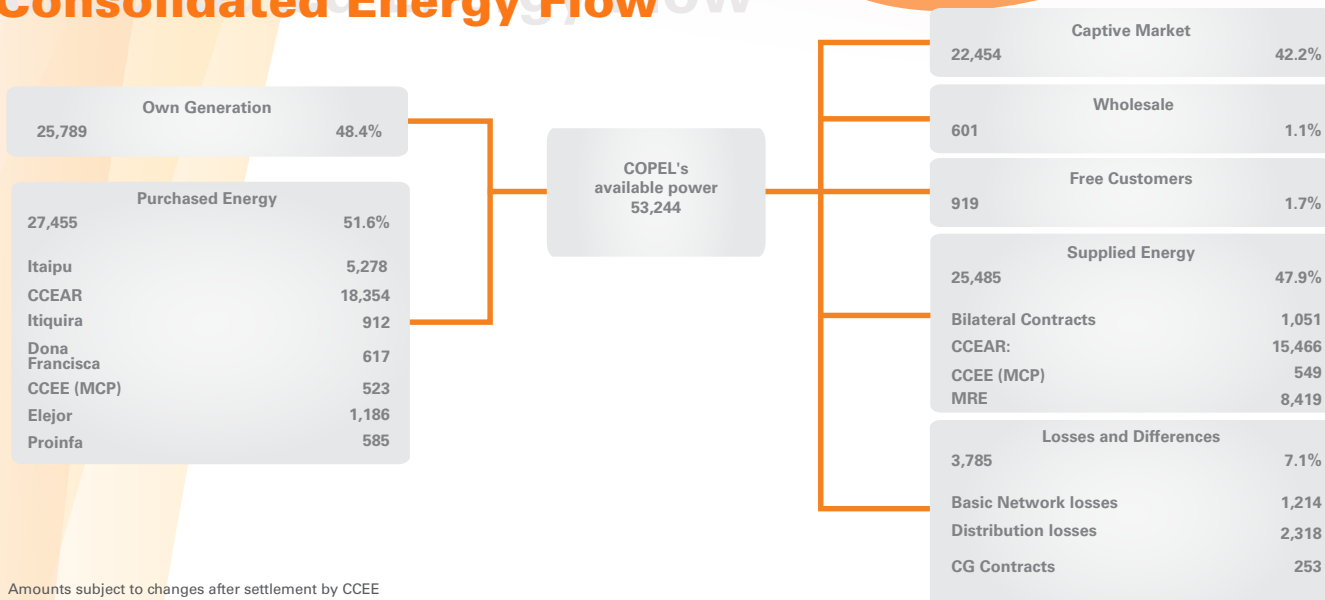 Consolidated Energy Flow
Own Generation
25,789 48.4%
Purchased Energy
27,455 51.6%
Itaipu 5,278
CCEAR 18,354
Itiquira 912
Dona
Francisca 617
CCEE (MCP) 523
Elejor 1,186
Proinfa 585
COPEL's
available power
53,244
Captive Market
22,454 42.2%
Wholesale
601 1.1%
Free Customers
919 1.7%
Supplied Energy
25,485 47.9%
Bilateral Contracts 1,051
CCEAR: 15,466
CCEE (MCP) 549
MRE 8,419
Losses and Differences
3,785 7.1%
Basic Network losses 1,214
Distribution losses 2,318
CG Contracts 253
Amounts subject to changes after settlement by CCEE